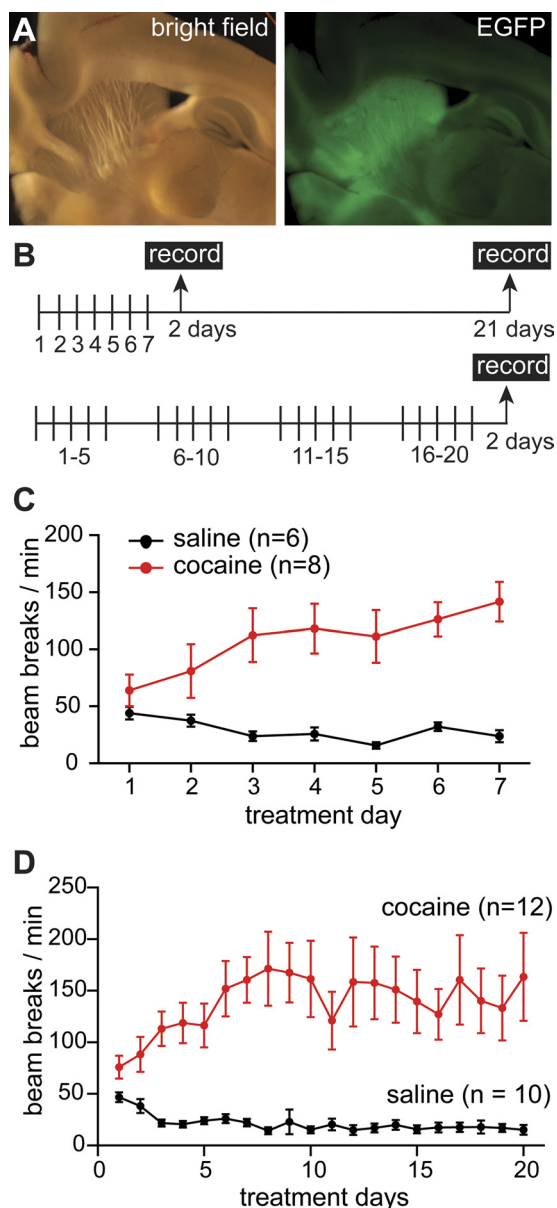 A bright field EGFP
B record record
1 2 3 4 5 6 7 2 days 21 days
record
1-5 6-10 11-15 16-20 2 days
C
200
150
100
50
0
beam breaks / min
saline (n=6)
cocaine (n=8)
1 2 3 4 5 6 7
treatment day
D
250
200
150
100
50
0
beam breaks / min
cocaine (n=12)
saline (n = 10)
0 5 10 15 20
treatment days